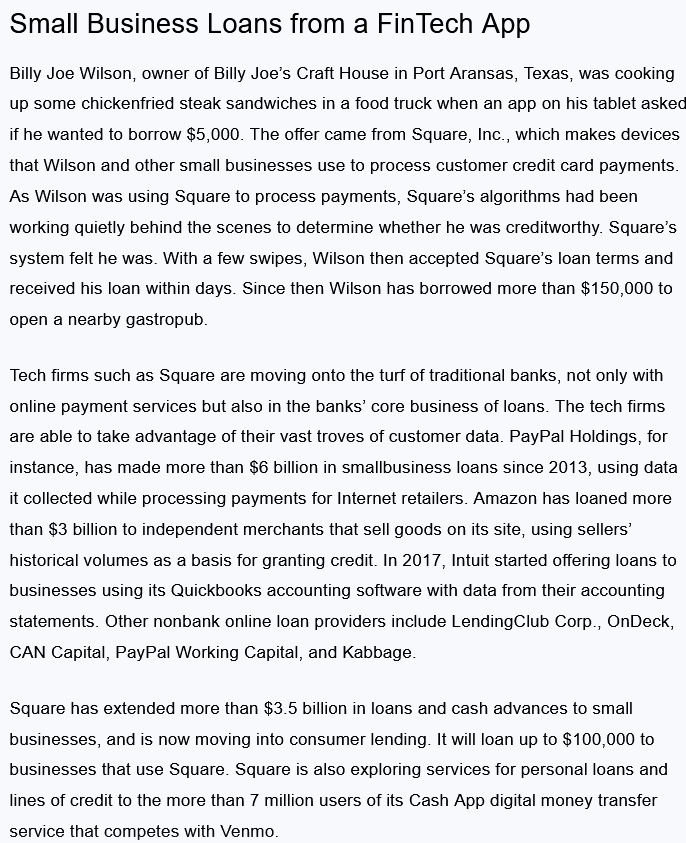 Small Business Loans from a FinTech App
Billy Joe Wilson, owner of Billy Joe’s Craft House in Port Aransas, Texas, was cooking
up some chickenfried steak sandwiches in a food truck when an app on his tablet asked
if he wanted to borrow $5,000. The offer came from Square, Inc., which makes devices
that Wilson and other small businesses use to process customer credit card payments.
As Wilson was using Square to process payments, Square’s algorithms had been
working quietly behind the scenes to determine whether he was creditworthy. Square’s
system felt he was. With a few swipes, Wilson then accepted Square’s loan terms and
received his loan within days. Since then Wilson has borrowed more than $150,000 to
open a nearby gastropub.
Tech firms such as Square are moving onto the turf of traditional banks, not only with
online payment services but also in the banks’ core business of loans. The tech firms
are able to take advantage of their vast troves of customer data. PayPal Holdings, for
instance, has made more than $6 billion in smallbusiness loans since 2013, using data
it collected while processing payments for Internet retailers. Amazon has loaned more
than $3 billion to independent merchants that sell goods on its site, using sellers’
historical volumes as a basis for granting credit. In 2017, Intuit started offering loans to
businesses using its Quickbooks accounting software with data from their accounting
statements. Other nonbank online loan providers include LendingClub Corp., OnDeck,
CAN Capital, PayPal Working Capital, and Kabbage.
Square has extended more than $3.5 billion in loans and cash advances to small
businesses, and is now moving into consumer lending. It will loan up to $100,000 to
businesses that use Square. Square is also exploring services for personal loans and
lines of credit to the more than 7 million users of its Cash App digital money transfer
service that competes with Venmo.